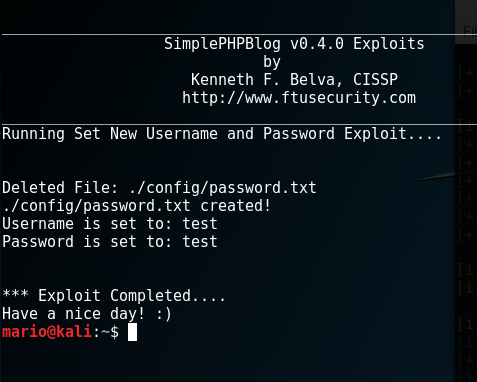 SimplePHPBlog v0.4.0 Exploits
by
Kenneth F. Belva, CISSP
http://www.ftusecurity.com
Running Set New Username and Password Exploit....
Deleted File: ./config/password.txt
./config/password.txt created!
Username is set to: test
Password is set to: test
*** Exploit Completed....
Have a nice day! :)
mario@kali:~$